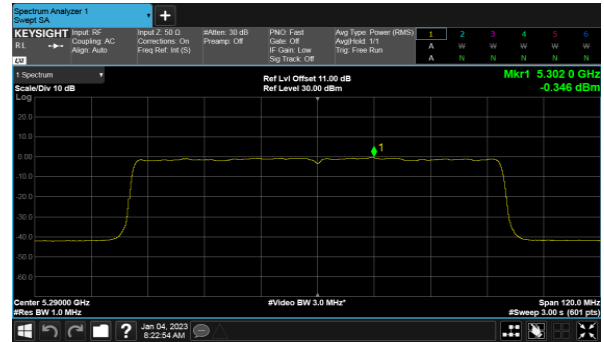 Spectrum Analyzer 1
Swept SA
KEYSIGHT Input: RF Input Z: 50 Ω #Atten: 30 dB PNO: Fast Avg Type: Power (RMS) 1 2 3 4 5 6
RL Coupling: AC Corrections: On Preamp: Off Gate: Off Avg|Hold: 1/1 A W W W W W
Align: Auto Freq Ref: Int (S) IF Gain: Low Trig: Free Run
LXI Sig Track: Off A N N N N N
1 Spectrum Ref Lvl Offset 11.00 dB Mkr1 5.302 0 GHz
Scale/Div 10 dB Ref Level 30.00 dBm -0.346 dBm
Log
20.0
10.0
0.00
1
-10.0
-20.0
-30.0
-40.0
-50.0
-60.0
Center 5.29000 GHz #Video BW 3.0 MHz* Span 120.0 MHz
#Res BW 1.0 MHz #Sweep 3.00 s (601 pts)
? Jan 04, 2023
8:22:54 AM